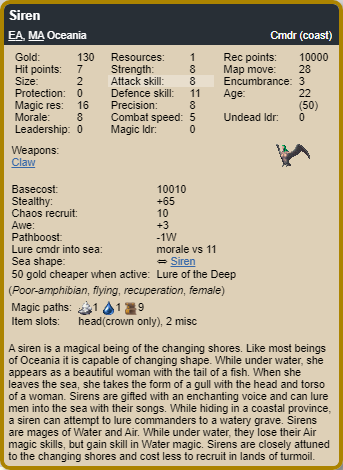 Siren
EA, MA Oceania Cmdr (coast)
Gold: 130 Resources: 1 Rec points: 10000
Hit points: 7 Strength: 8 Map move: 28
Size: 2 Attack skill: 8 Encumbrance: 3
Protection: 0 Defence skill: 11 Age: 22
Magic res: 16 Precision: 8 (50)
Morale: 8 Combat speed: 5 Undead ldr: 0
Leadership: 0 Magic ldr: 0
Weapons:
Claw
Basecost: 10010
Stealthy: +65
Chaos recruit: 10
Awe: +3
Pathboost: -1W
Lure cmdr into sea: morale vs 11
Sea shape: ⇔ Siren
50 gold cheaper when active: Lure of the Deep
(Poor-amphibian, flying, recuperation, female)
Magic paths: 1 1 9
Item slots: head(crown only), 2 misc
A siren is a magical being of the changing shores. Like most beings
of Oceania it is capable of changing shape. While under water, she
appears as a beautiful woman with the tail of a fish. When she
leaves the sea, she takes the form of a gull with the head and torso
of a woman. Sirens are gifted with an enchanting voice and can lure
men into the sea with their songs. While hiding in a coastal province,
a siren can attempt to lure commanders to a watery grave. Sirens
are mages of Water and Air. While under water, they lose their Air
magic skills, but gain skill in Water magic. Sirens are closely attuned
to the changing shores and cost less to recruit in lands of turmoil.